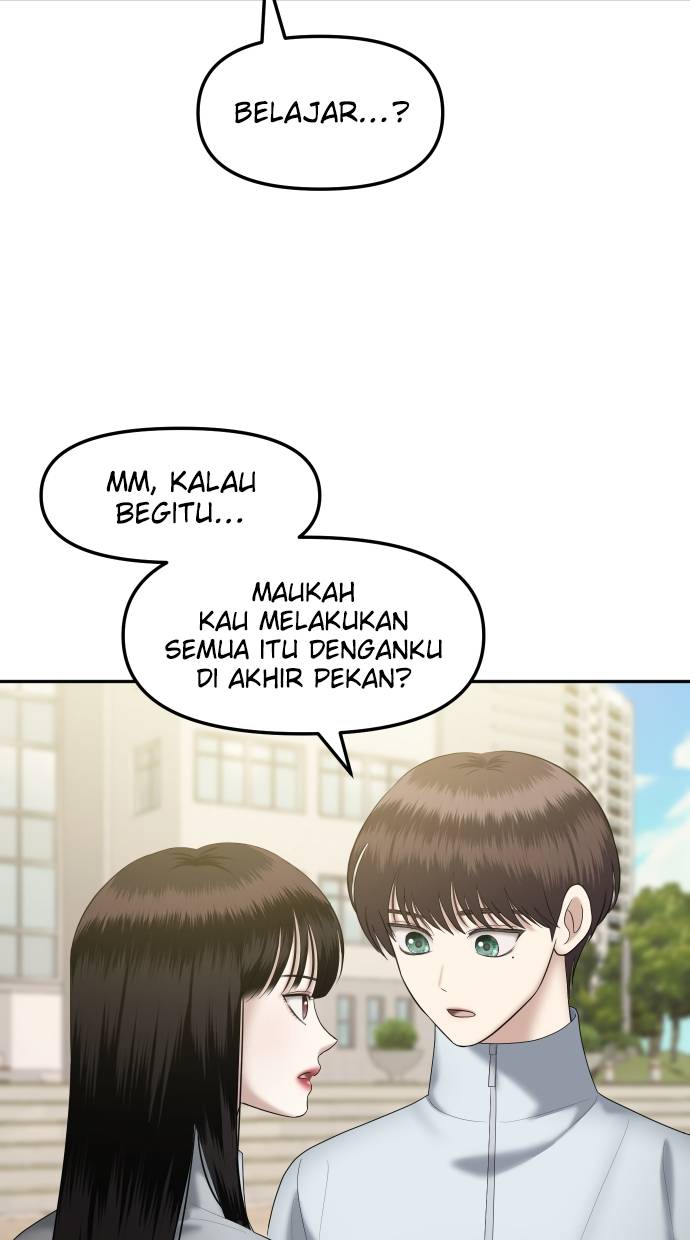 BELAJAR...?
MM, KALAU
BEGITU...
MAUKAH
KAU MELAKUKAN
SEMUA ITU DENGANKU
DI AKHIR PEKAN?